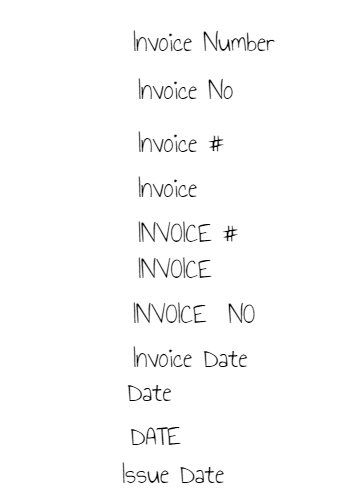 Invoice Number
Invoice No
Invoice #
Invoice
INVOICE #
INVOICE
INVOICE NO
Invoice Date
Date
DATE
Issue Date